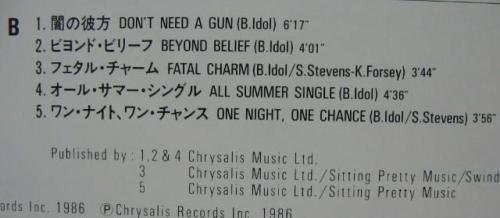 B 1. 闇の彼方 DON'T NEED A GUN (B.Idol) 6'17"
2. ビヨンド・ビリーフ BEYOND BELIEF (B.Idol) 4'01"
3. フェタル・チャーム FATAL CHARM (B.Idol/S.Stevens-K.Forsey) 3'44"
4. オール・サマー・シングル ALL SUMMER SINGLE (B.Idol) 4'36"
5. ワン・ナイト、ワン・チャンス ONE NIGHT, ONE CHANCE (B.Idol/S.Stevens) 3'56"
Published by : 1,2 & 4 Chrysalis Music Ltd.
3 Chrysalis Music Ltd./Sitting Pretty Music/Swind
5 Chrysalis Music Ltd./Sitting Pretty Music
ords Inc. 1986 ⓟChrysalis Records Inc. 1986